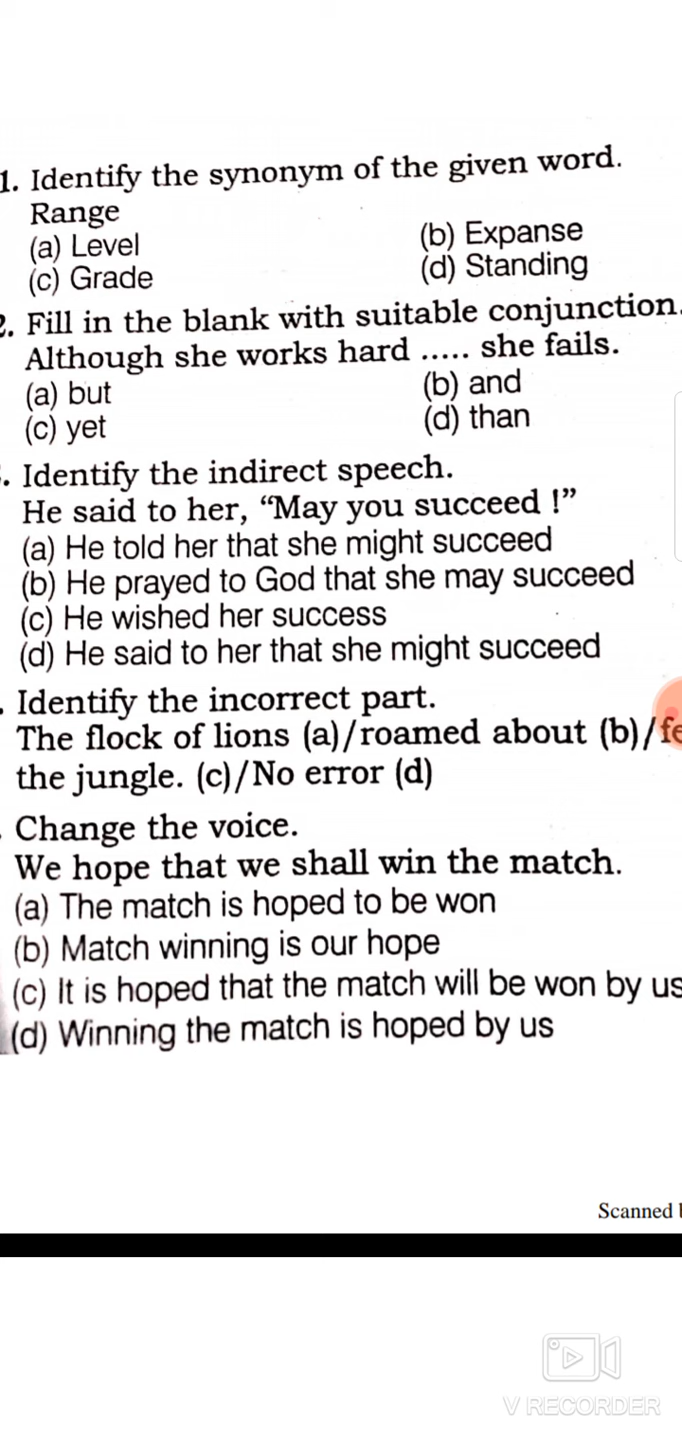 1. Identify the synonym of the given word.
Range
(a) Level (b) Expanse
(c) Grade (d) Standing
2. Fill in the blank with suitable conjunction.
Although she works hard ..... she fails.
(a) but (b) and
(c) yet (d) than
. Identify the indirect speech.
He said to her, “May you succeed !”
(a) He told her that she might succeed
(b) He prayed to God that she may succeed
(c) He wished her success
(d) He said to her that she might succeed
. Identify the incorrect part.
The flock of lions (a)/roamed about (b)/
the jungle. (c)/No error (d)
. Change the voice.
We hope that we shall win the match.
(a) The match is hoped to be won
(b) Match winning is our hope
(c) It is hoped that the match will be won by us
(d) Winning the match is hoped by us
Scanned
V RECORDER